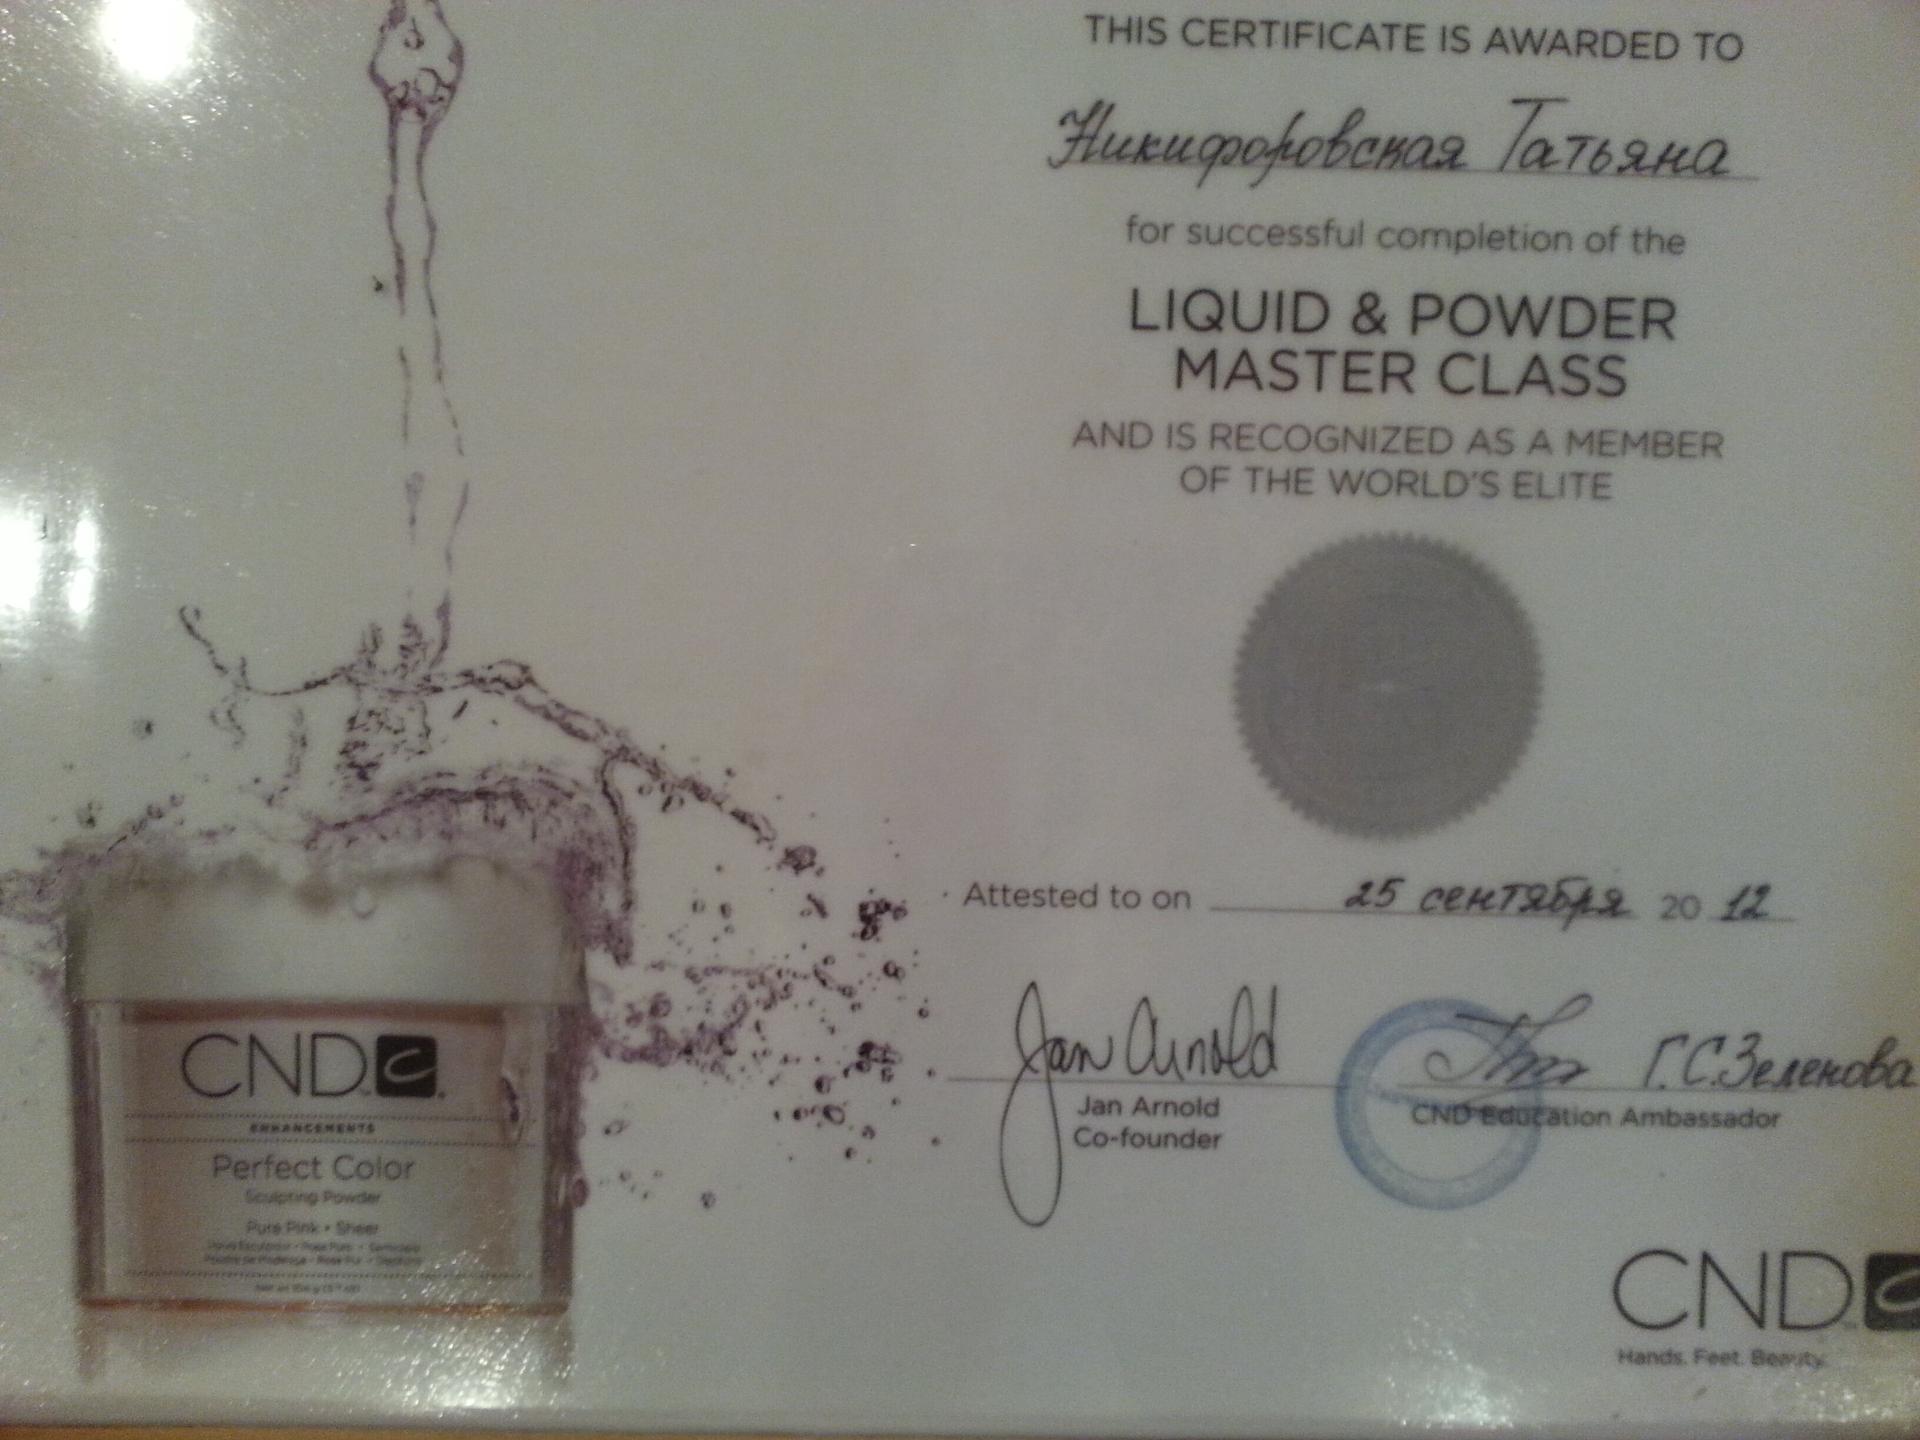 THIS CERTIFICATE IS AWARDED TO
Никифоровская Татьяна
for successful completion of the
LIQUID & POWDER
MASTER CLASS
AND IS RECOGNIZED AS A MEMBER
OF THE WORLD'S ELITE
Attested to on 25 сентября 20 12
Jan Arnold Г.С.Зеленова
Jan Arnold CND Education Ambassador
Co-founder
CND
ENHANCEMENTS
Perfect Color
Sculpting Powder
Pure Pink • Sheer
CND
Hands. Feet. Beauty.